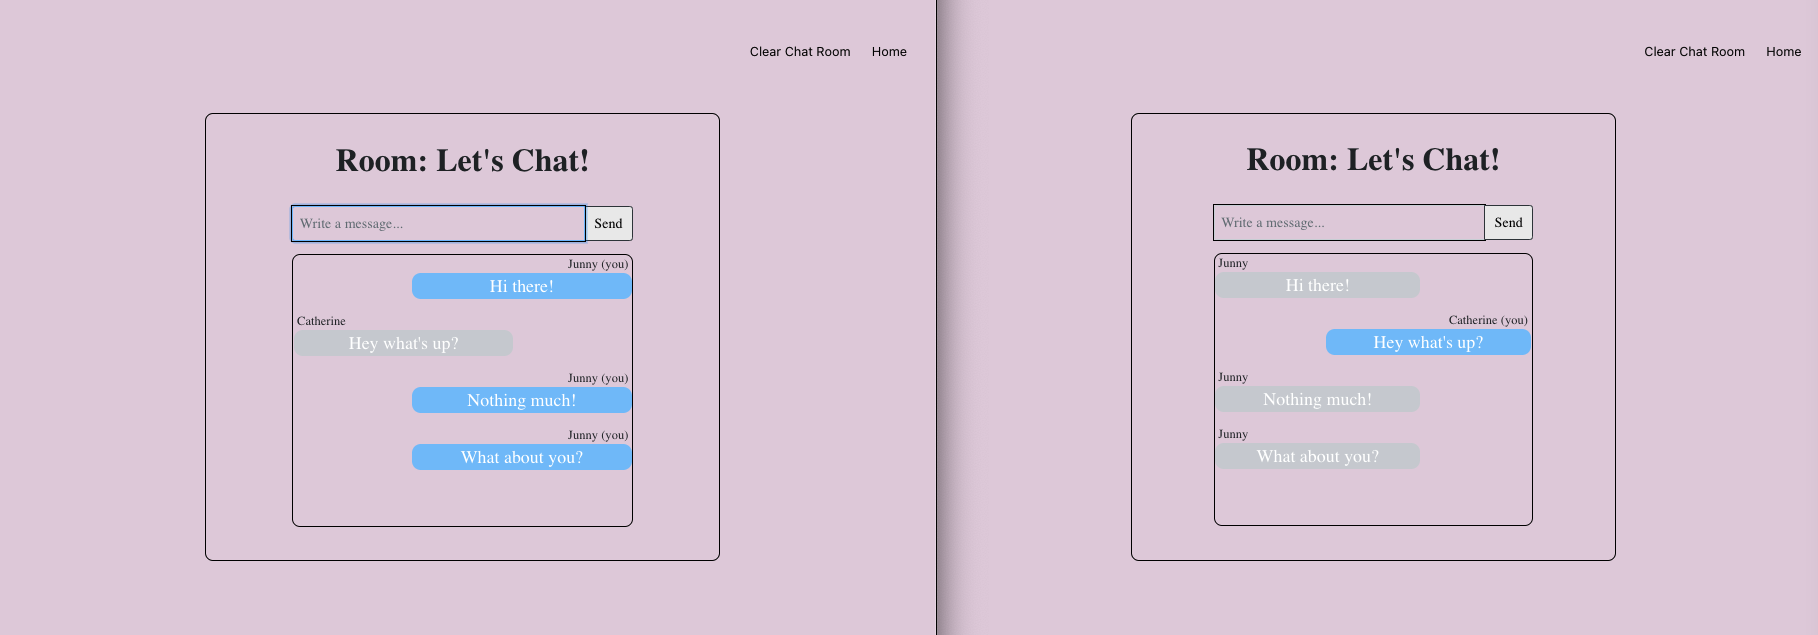 Clear Chat Room Home
Room: Let's Chat!
Write a message...
Send
Junny (you)
Hi there!
Catherine
Hey what's up?
Junny (you)
Nothing much!
Junny (you)
What about you?
Clear Chat Room Home
Room: Let's Chat!
Write a message...
Send
Junny
Hi there!
Catherine (you)
Hey what's up?
Junny
Nothing much!
Junny
What about you?